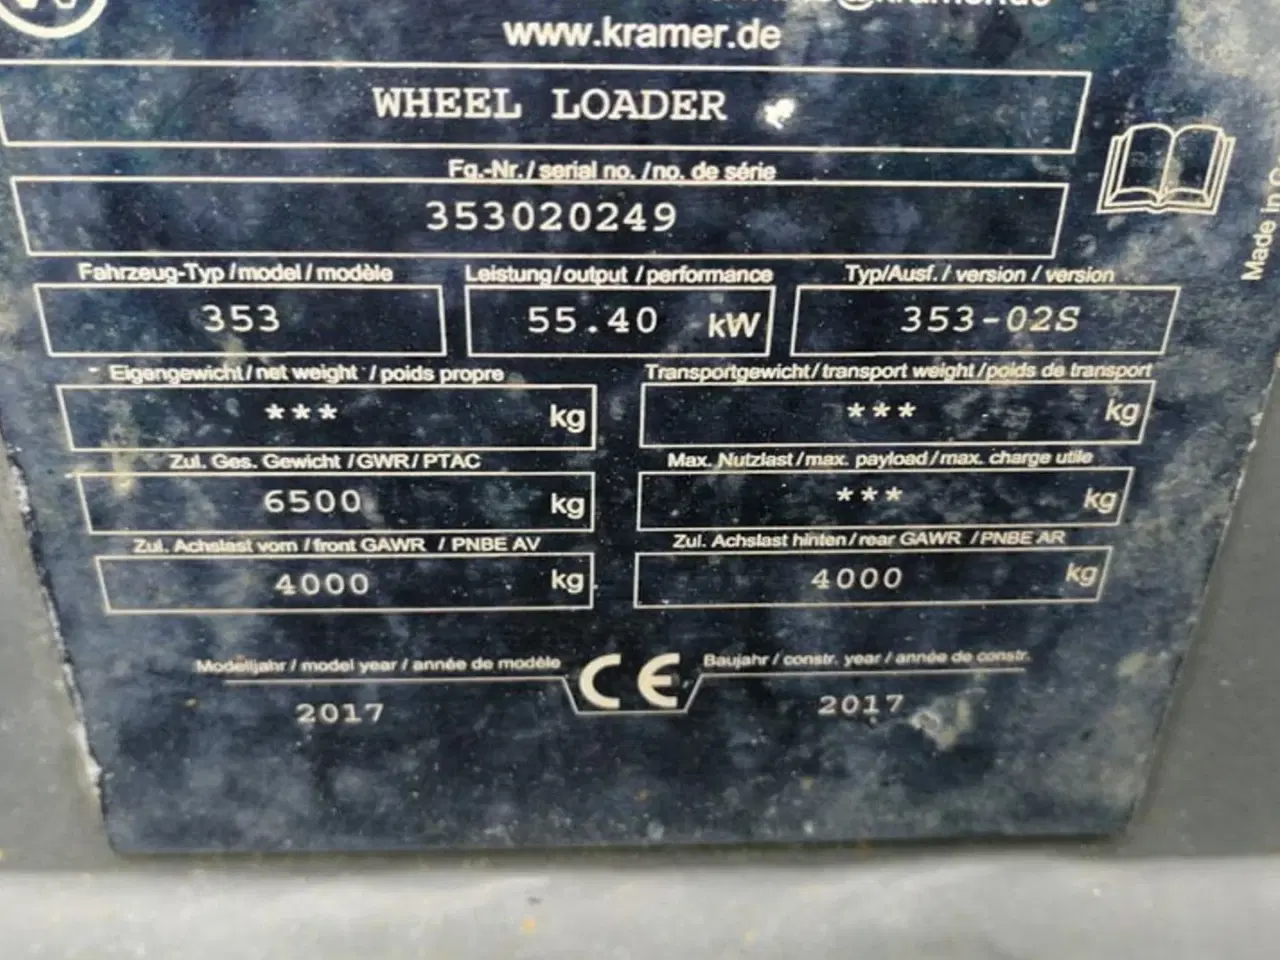 www.kramer.de
WHEEL LOADER
Fg.-Nr./ serial no. /no. de série
353020249
Fahrzeug-Typ /model / modèle
Leistung/output / performance
Typ/Ausf. / version / version
353
55.40 kW
353-02S
Eigengewicht/ net weight / poids propre
Transportgewicht/ transport weight /poids de transport
*** kg
*** kg
Zul. Ges. Gewicht /GWR/ PTAC
Max. Nutzlast/ max. payload/max. charge utile
6500 kg
*** kg
Zul. Achslast vorn / front GAWR / PNBE AV
Zul. Achslast hinten / rear GAWR / PNBE AR
4000 kg
4000 kg
Modelljahr / model year / année de modèle
CE
Baujahr / constr. year / année de constr.
2017
2017
Made in